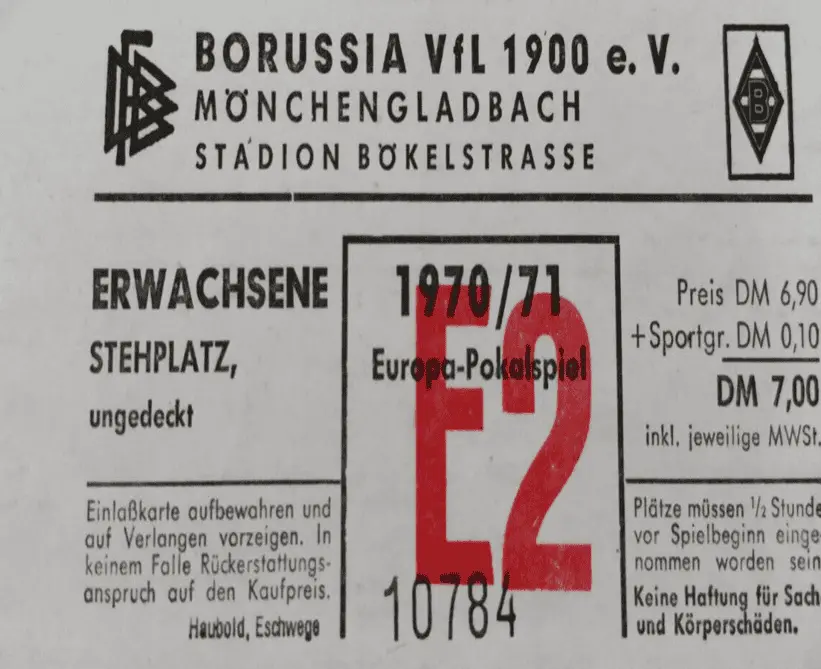 DFB
BORUSSIA VfL 1900 e. V.
MÖNCHENGLADBACH
STADION BÖKELSTRASSE
B
ERWACHSENE
STEHPLATZ,
ungedeckt
1970/71
Europa-Pokalspiel
E2
10784
Preis DM 6,90
+Sportgr. DM 0,10
DM 7,00
inkl. jeweilige MWSt.
Einlaßkarte aufbewahren und
auf Verlangen vorzeigen. In
keinem Falle Rückerstattungs-
anspruch auf den Kaufpreis.
Haubold, Eschwege
Plätze müssen ½ Stunde
vor Spielbeginn einge-
nommen worden sein
Keine Haftung für Sach
und Körperschäden.